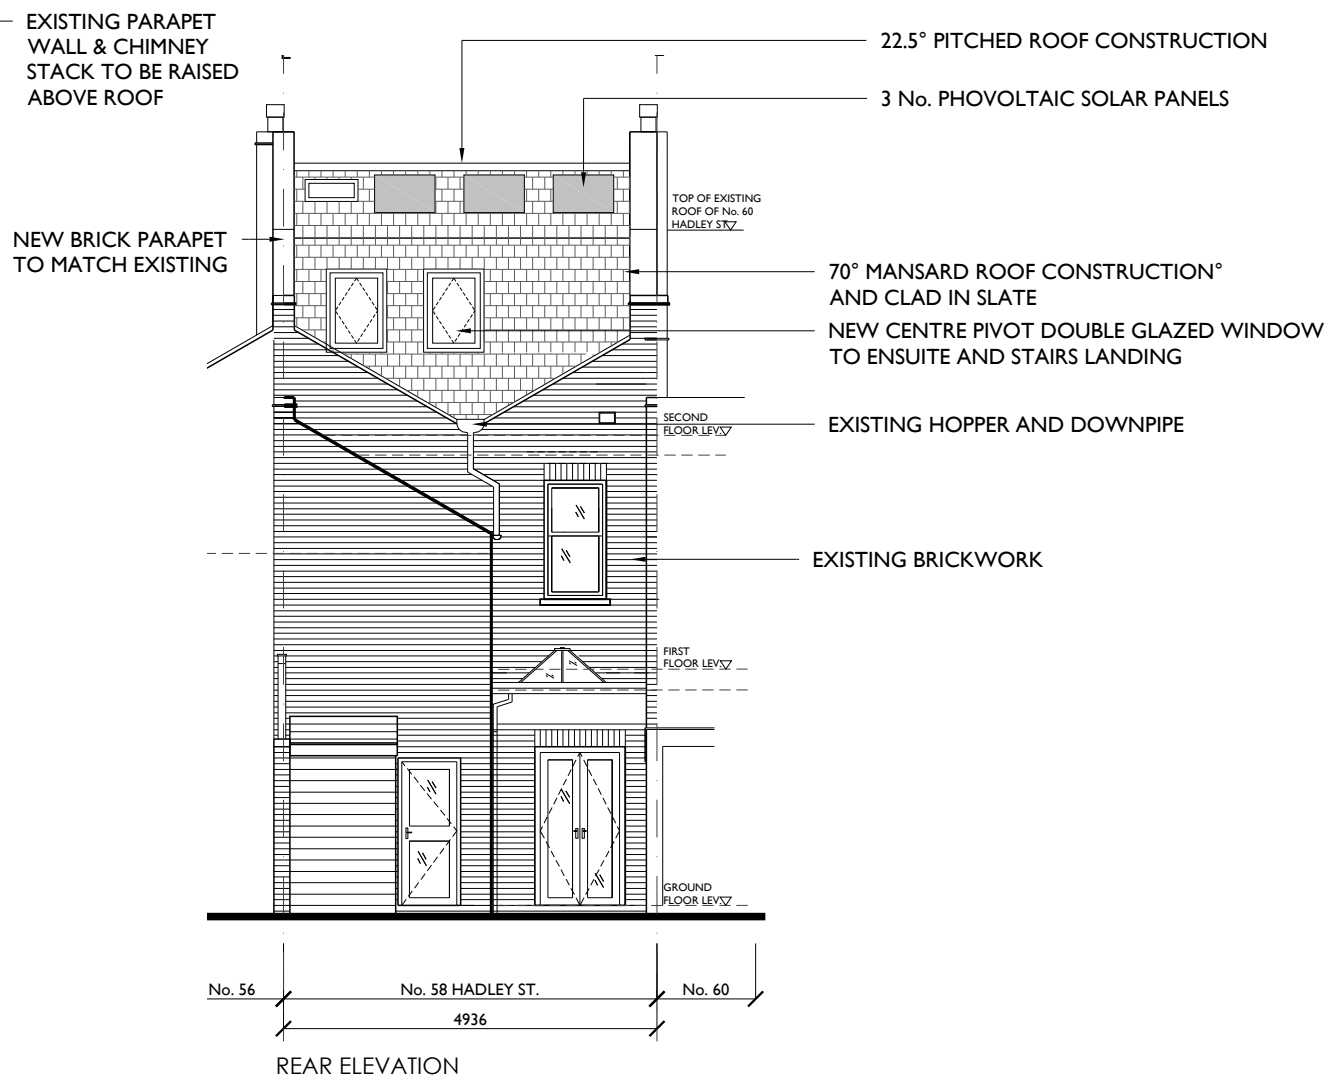 EXISTING PARAPET
WALL & CHIMNEY
STACK TO BE RAISED
ABOVE ROOF
22.5° PITCHED ROOF CONSTRUCTION
3 No. PHOVOLTAIC SOLAR PANELS
TOP OF EXISTING
ROOF OF No. 60
HADLEY ST
NEW BRICK PARAPET
TO MATCH EXISTING
70° MANSARD ROOF CONSTRUCTION°
AND CLAD IN SLATE
NEW CENTRE PIVOT DOUBLE GLAZED WINDOW
TO ENSUITE AND STAIRS LANDING
SECOND
FLOOR LEV.
EXISTING HOPPER AND DOWNPIPE
EXISTING BRICKWORK
FIRST
FLOOR LEV.
GROUND
FLOOR LEV.
No. 56
No. 58 HADLEY ST.
No. 60
4936
REAR ELEVATION